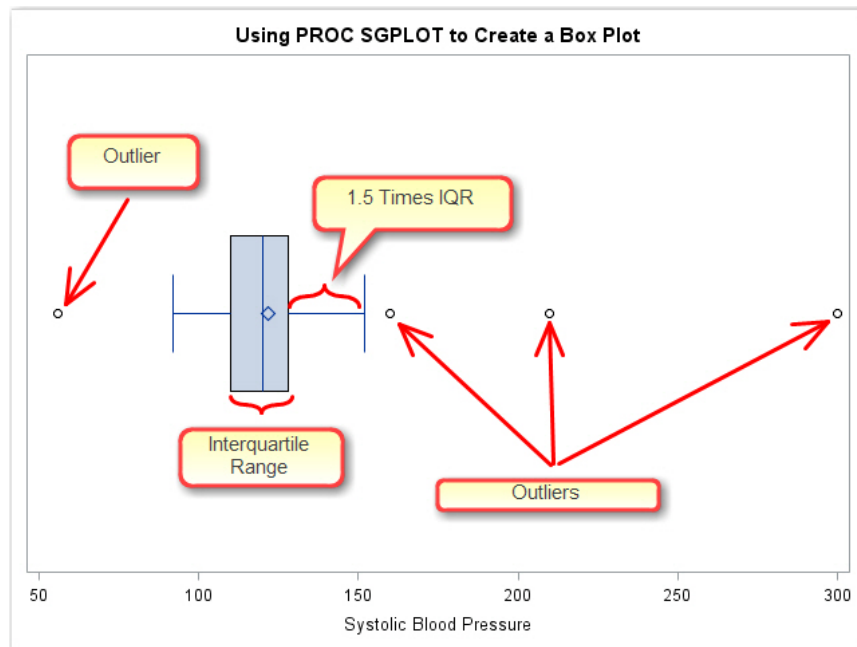 Using PROC SGPLOT to Create a Box Plot
Outlier
1.5 Times IQR
Interquartile
Range
Outliers
50
100
150
200
250
300
Systolic Blood Pressure